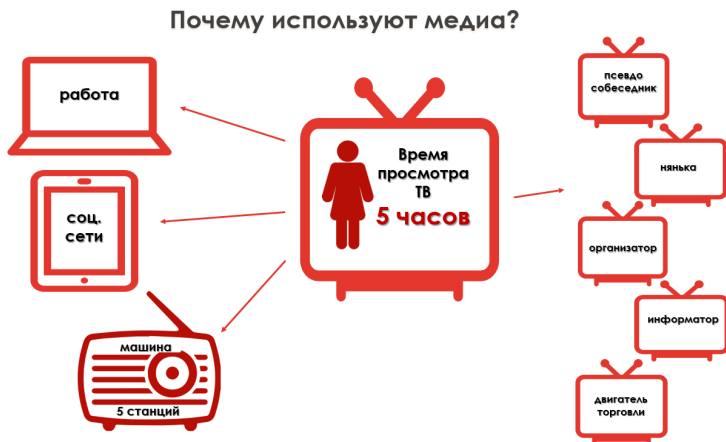 Почему используют медиа?
работа
соц.
сети
машина
5 станций
Время
просмотра
ТВ
5 часов
псевдо
собеседник
нянька
организатор
информатор
двигатель
торговли